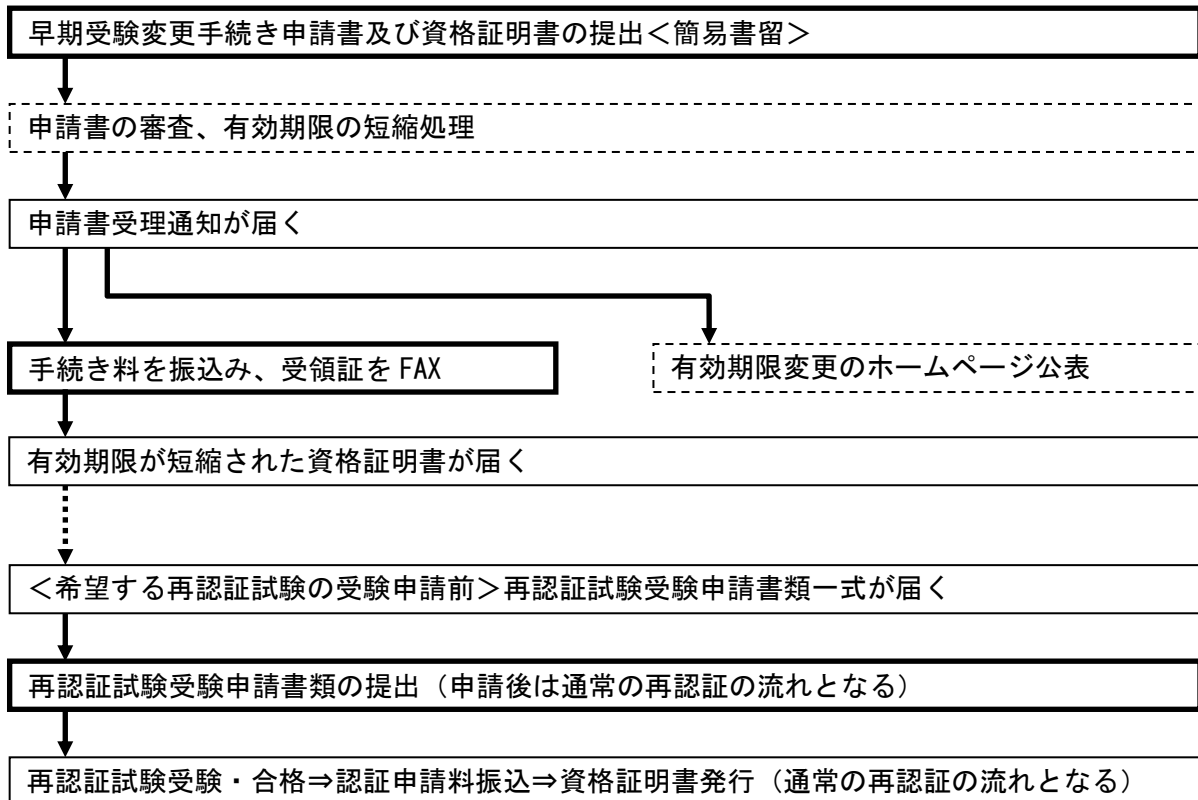 早期受験変更手続き申請書及び資格証明書の提出＜簡易書留＞
申請書の審査、有効期限の短縮処理
申請書受理通知が届く
手続き料を振込み、受領証を FAX
有効期限変更のホームページ公表
有効期限が短縮された資格証明書が届く
＜希望する再認証試験の受験申請前＞再認証試験受験申請書類一式が届く
再認証試験受験申請書類の提出（申請後は通常の再認証の流れとなる）
再認証試験受験・合格⇒認証申請料振込⇒資格証明書発行（通常の再認証の流れとなる）